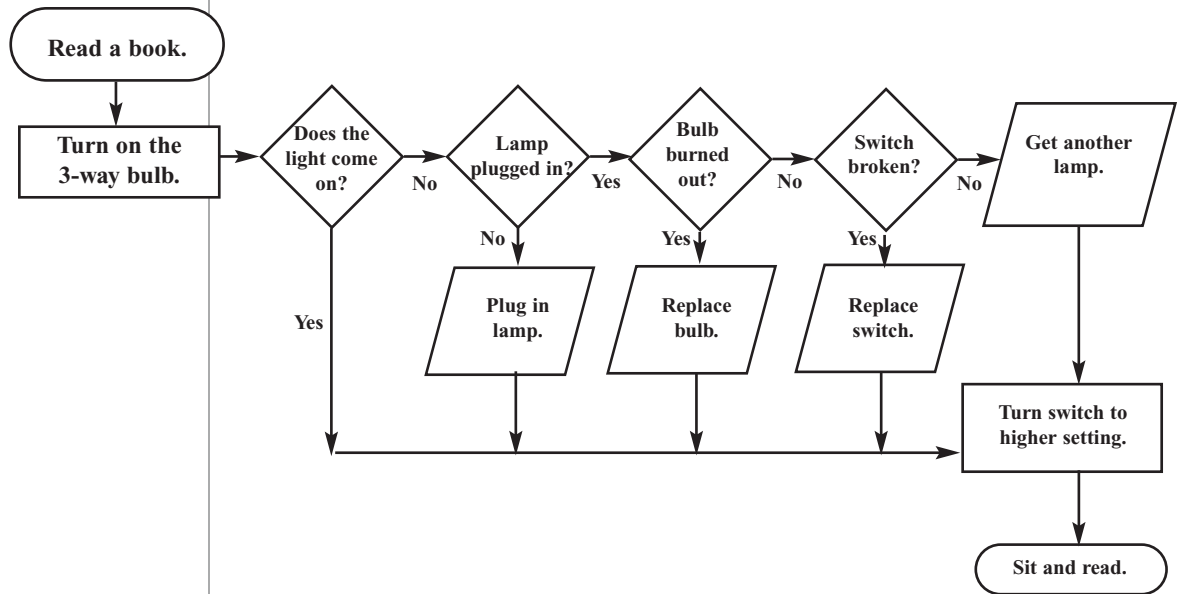 Read a book.
Turn on the
3-way bulb.
Does the
light come
on?
No
Yes
Lamp
plugged in?
Yes
No
Plug in
lamp.
Bulb
burned
out?
No
Yes
Replace
bulb.
Switch
broken?
No
Yes
Replace
switch.
Get another
lamp.
Turn switch to
higher setting.
Sit and read.